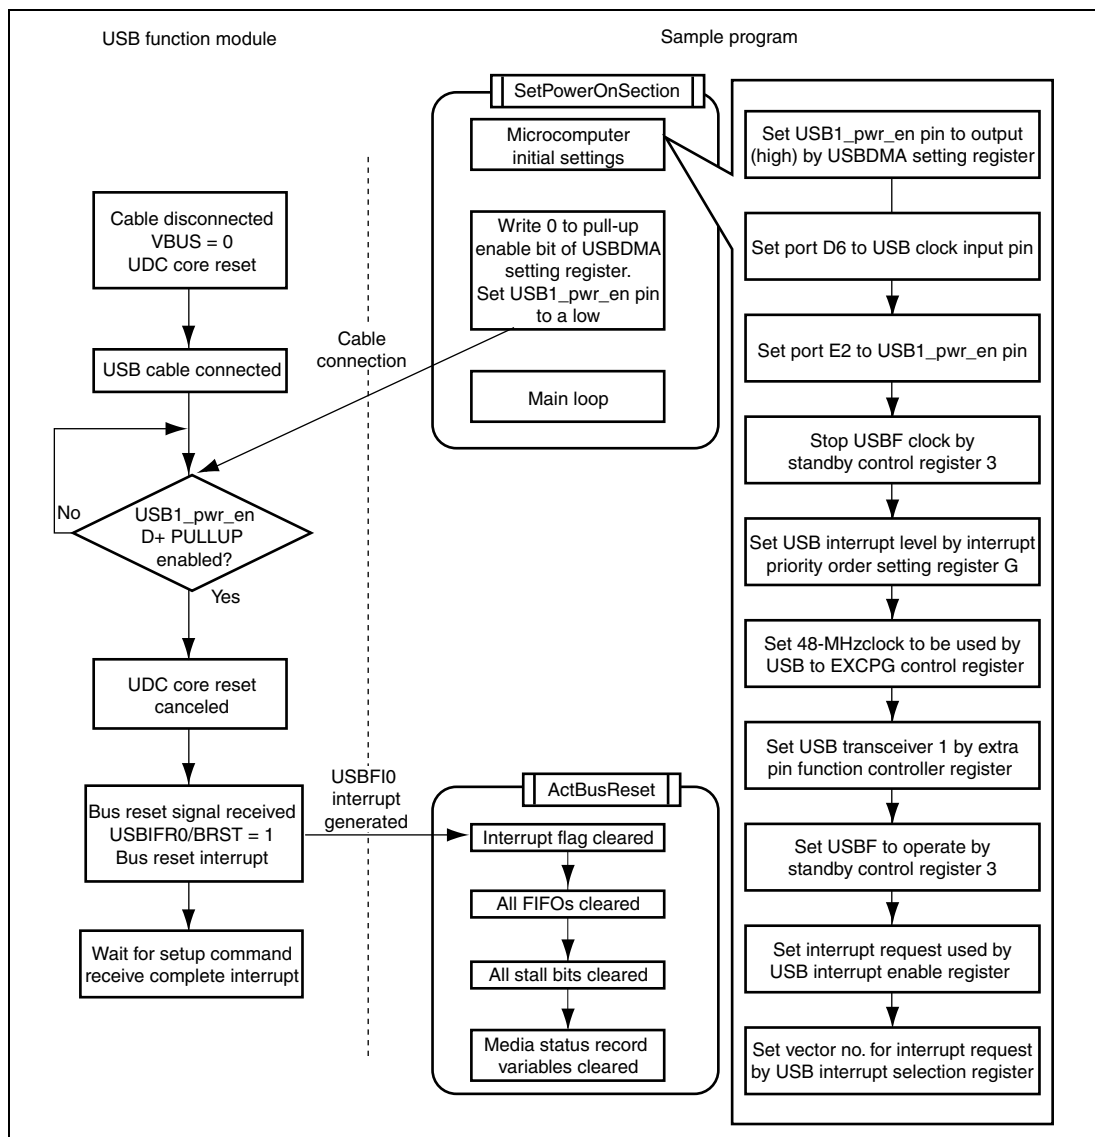 USB function module
Sample program
SetPowerOnSection
Microcomputer
initial settings
Write 0 to pull-up
enable bit of USBDMA
setting register.
Set USB1_pwr_en pin
to a low
Main loop
Cable disconnected
VBUS = 0
UDC core reset
USB cable connected
Cable
connection
No
USB1_pwr_en
D+ PULLUP
enabled?
Yes
UDC core reset
canceled
Bus reset signal received
USBIFR0/BRST = 1
Bus reset interrupt
Wait for setup command
receive complete interrupt
USBFI0
interrupt
generated
ActBusReset
Interrupt flag cleared
All FIFOs cleared
All stall bits cleared
Media status record
variables cleared
Set USB1_pwr_en pin to output
(high) by USBDMA setting register
Set port D6 to USB clock input pin
Set port E2 to USB1_pwr_en pin
Stop USBF clock by
standby control register 3
Set USB interrupt level by interrupt
priority order setting register G
Set 48-MHzclock to be used by
USB to EXCPG control register
Set USB transceiver 1 by extra
pin function controller register
Set USBF to operate by
standby control register 3
Set interrupt request used by
USB interrupt enable register
Set vector no. for interrupt request
by USB interrupt selection register